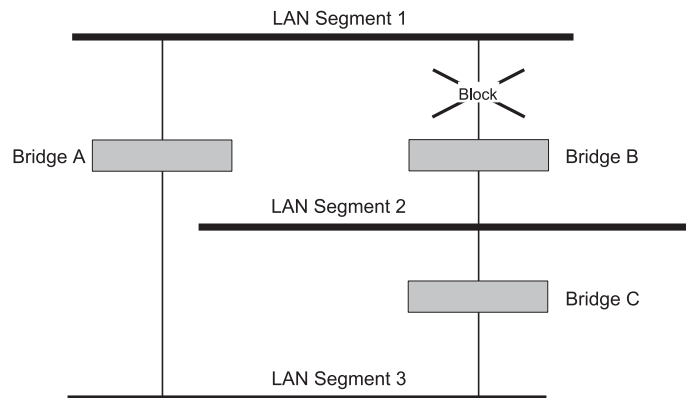 LAN Segment 1
Block
Bridge A
Bridge B
LAN Segment 2
Bridge C
LAN Segment 3